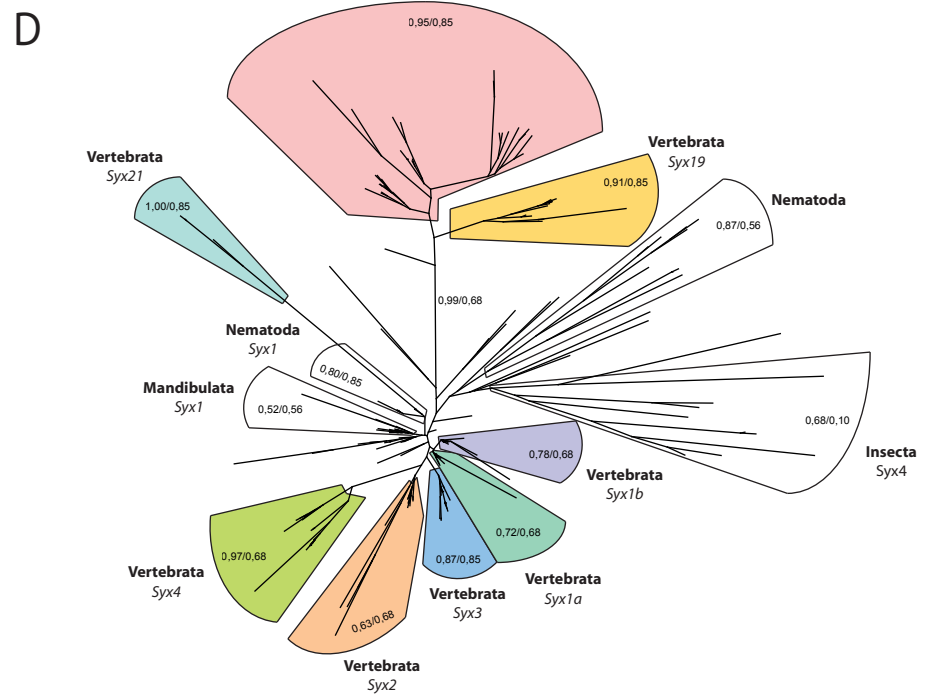 D
0,95/0,85
Vertebrata
Syx19
0,91/0,85
Vertebrata
Syx21
1,00/0,85
Nematoda
0,87/0,56
0,99/0,68
Nematoda
Syx1
0,80/0,85
Mandibulata
Syx1
0,52/0,56
0,68/0,10
Insecta
Syx4
0,78/0,68
Vertebrata
Syx1b
0,72/0,68
Vertebrata
Syx1a
0,87/0,85
Vertebrata
Syx3
0,97/0,68
Vertebrata
Syx4
0,63/0,68
Vertebrata
Syx2